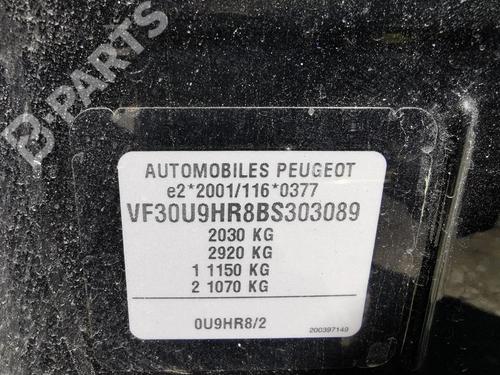 B-PARTS
AUTOMOBILES PEUGEOT
e2*2001/116*0377
VF30U9HR8BS303089
2030 KG
2920 KG
1 1150 KG
2 1070 KG
0U9HR8/2
200397149